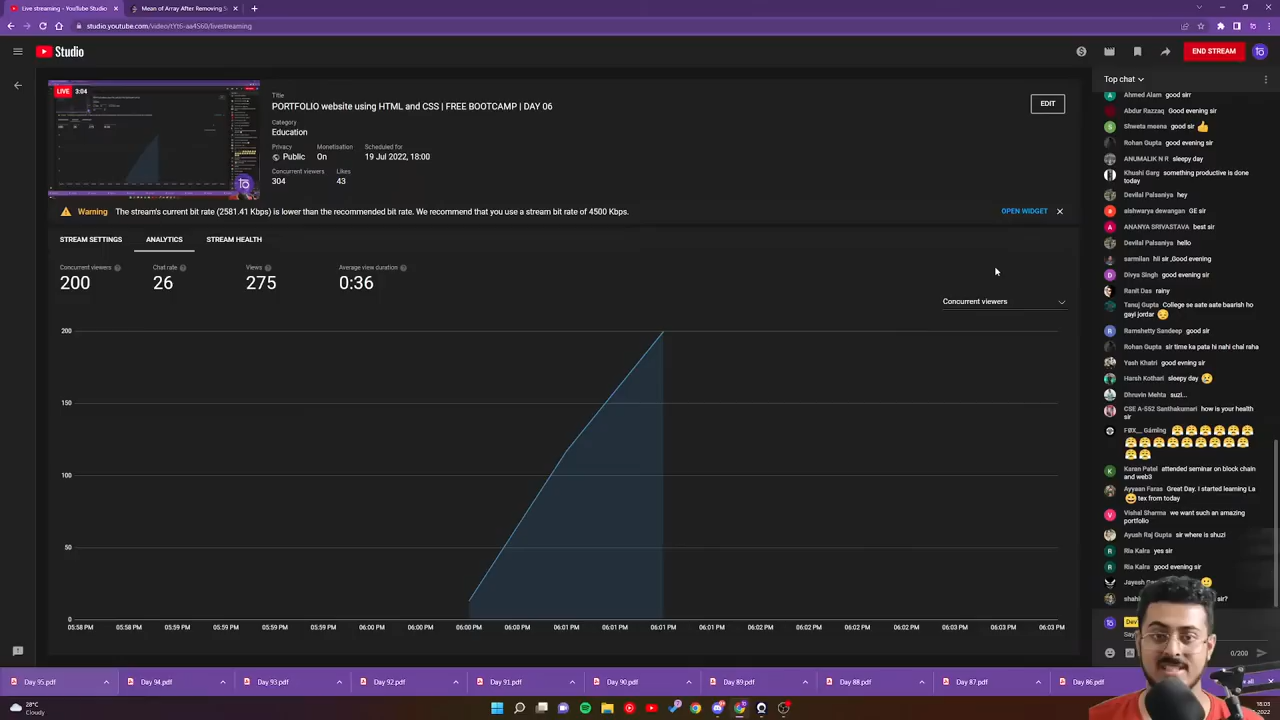 Live streaming - YouTube Studio
Mean of Array After Removing S
studio.youtube.com/video/tYt6-aa4S60/livestreaming
Studio
END STREAM
LIVE 3:04
Title
PORTFOLIO website using HTML and CSS | FREE BOOTCAMP | DAY 06
EDIT
Category
Education
Privacy
Monetisation
Scheduled for
Public
On
19 Jul 2022, 18:00
Concurrent viewers
Likes
304
43
Warning The stream's current bit rate (2581.41 Kbps) is lower than the recommended bit rate. We recommend that you use a stream bit rate of 4500 Kbps.
OPEN WIDGET
STREAM SETTINGS
ANALYTICS
STREAM HEALTH
Concurrent viewers
Chat rate
Views
Average view duration
200
26
275
0:36
Concurrent viewers
200
150
100
50
0
05:58 PM 05:58 PM 05:59 PM 05:59 PM 05:59 PM 05:59 PM 06:00 PM 06:00 PM 06:00 PM 06:00 PM 06:01 PM 06:01 PM 06:01 PM 06:01 PM 06:02 PM 06:02 PM 06:02 PM 06:02 PM 06:03 PM 06:03 PM 06:03 PM
Top chat
Ahmed Alam good sirr
Abdur Razzaq Good evening sir
Shweta meena good sir 👍
Rohan Gupta good evening sir
ANUMALIK N R sleepy day
Khushi Garg something productive is done
today
Devilal Palsaniya hey
aishwarya dewangan GE sir
ANANYA SRIVASTAVA best sir
Devilal Palsaniya hello
sarmilan hii sir ,Good evening
Divya Singh good evening sir
Ranit Das rainy
Tanuj Gupta College se aate aate baarish ho
gayi jordar
Ramshetty Sandeep good sir
Rohan Gupta sir time ka pata hi nahi chal raha
Yash Khatri good evning sir
Harsh Kothari sleepy day 😢
Dhruvin Mehta suzi...
CSE A-552 Santhakumari how is your health
sir
Gaming
Karan Patel attended seminar on block chain
and web3
Ayyaan Faras Great Day. I started learning La
tex from today
Vishal Sharma we want such an amazing
portfolio
Ayush Raj Gupta sir where is shuzi
Ria Kalra yes sir
Ria Kalra good evening sir
Jayesh
sir?
Dev
0/200
Day 95.pdf
Day 94.pdf
Day 93.pdf
Day 92.pdf
Day 91.pdf
Day 90.pdf
Day 89.pdf
Day 88.pdf
Day 87.pdf
Day 86.pdf
28°C
Cloudy
18:03